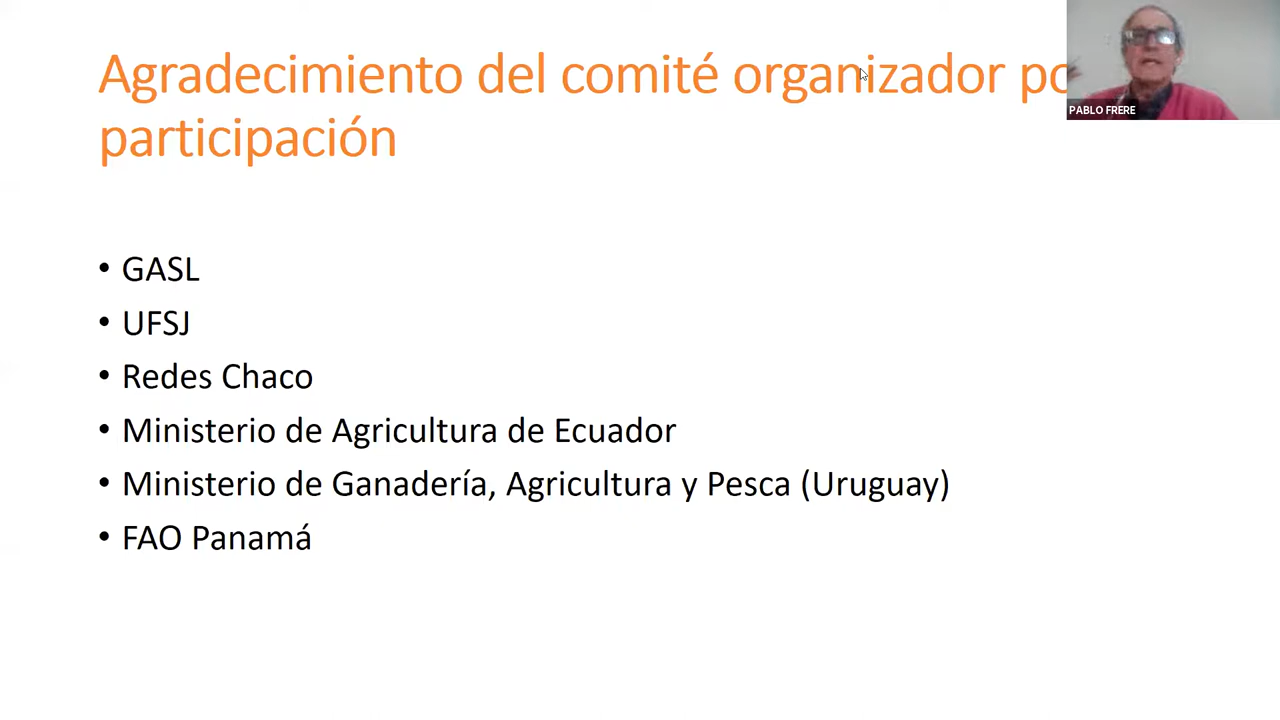 Agradecimiento del comité organizador
participación
PABLO FRERE
• GASL
• UFSJ
• Redes Chaco
• Ministerio de Agricultura de Ecuador
• Ministerio de Ganadería, Agricultura y Pesca (Uruguay)
• FAO Panamá